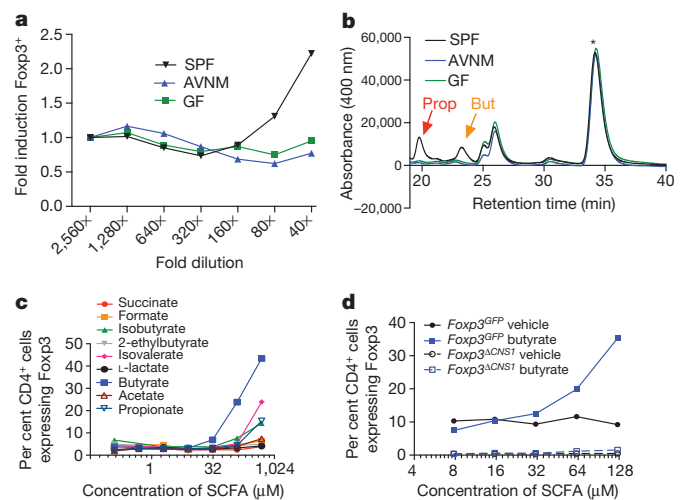 a
Fold induction Foxp3+
2.5
2.0
1.5
1.0
0.5
0.0
SPF
AVNM
GF
2,560×
1,280×
640×
320×
160×
80×
40×
Fold dilution
b
Absorbance (400 nm)
60,000
40,000
20,000
0
−20,000
SPF
AVNM
GF
Prop
But
*
20
25
30
35
40
Retention time (min)
c
Per cent CD4+ cells
expressing Foxp3
Succinate
Formate
Isobutyrate
2-ethylbutyrate
Isovalerate
L-lactate
Butyrate
Acetate
Propionate
50
40
30
20
10
0
1
32
1,024
Concentration of SCFA (μM)
d
Per cent CD4+ cells
expressing Foxp3
40
30
20
10
0
Foxp3GFP vehicle
Foxp3GFP butyrate
Foxp3ΔCNS1 vehicle
Foxp3ΔCNS1 butyrate
4
8
16
32
64
128
Concentration of SCFA (μM)